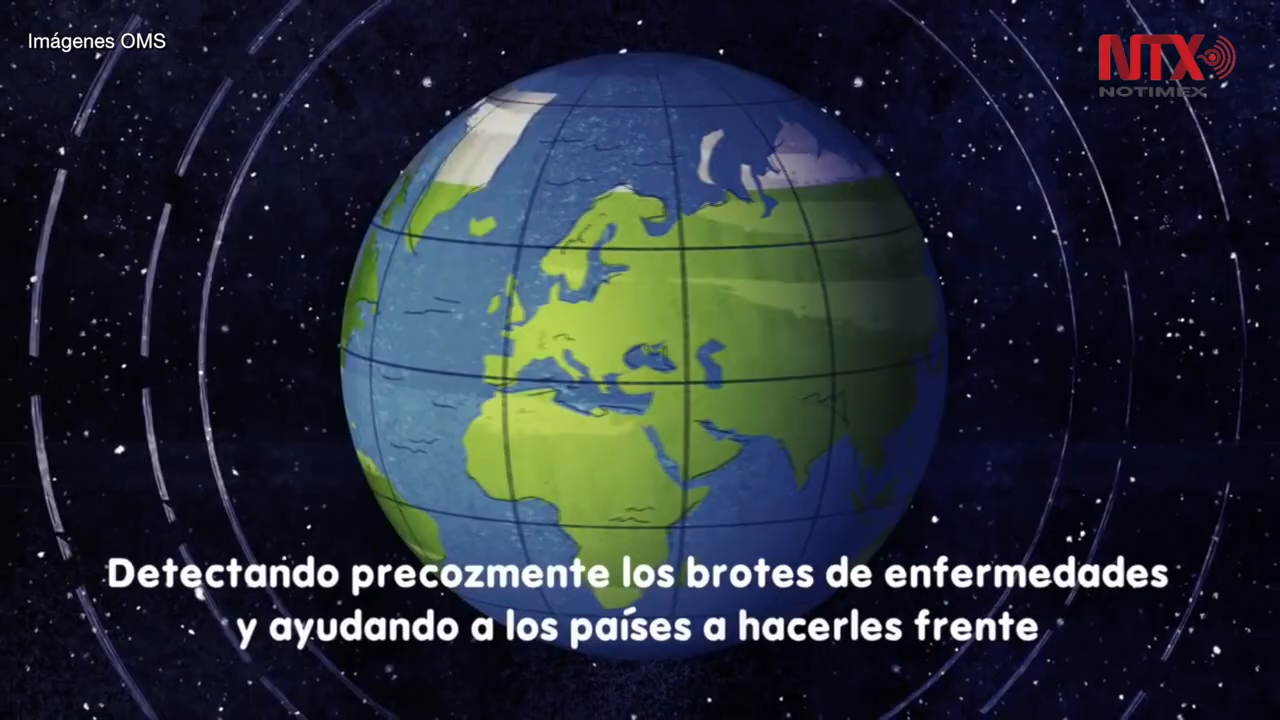 Imágenes OMS
NTX
NOTIMEX
Detectando precozmente los brotes de enfermedades
y ayudando a los países a hacerles frente